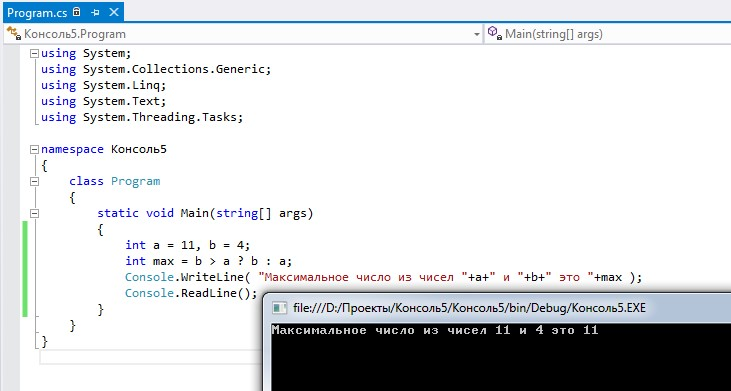 Program.cs
Консоль5.Program
Main(string[] args)
using System;
using System.Collections.Generic;
using System.Linq;
using System.Text;
using System.Threading.Tasks;
namespace Консоль5
{
class Program
{
static void Main(string[] args)
{
int a = 11, b = 4;
int max = b > a ? b : a;
Console.WriteLine( "Максимальное число из чисел "+a+" и "+b+" это "+max );
Console.ReadLine();
}
}
}
file:///D:/Проекты/Консоль5/Консоль5/bin/Debug/Консоль5.EXE
Максимальное число из чисел 11 и 4 это 11